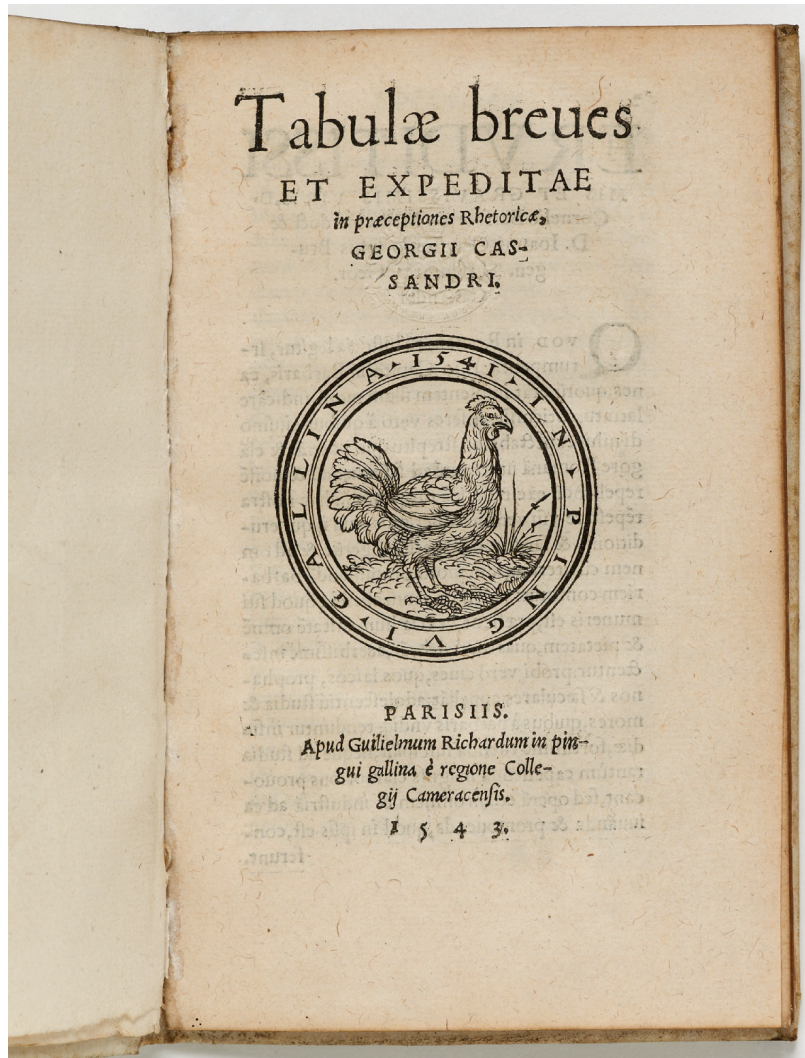 Tabulæ breues
ET EXPEDITAE
in præceptiones Rhetoricæ,
GEORGII CAS-
SANDRI.
IN PINGVI GALLINA 1541
PARISIIS.
Apud Guilielmum Richardum in pin-
gui gallina è regione Colle-
gij Cameracenſis.
1543.